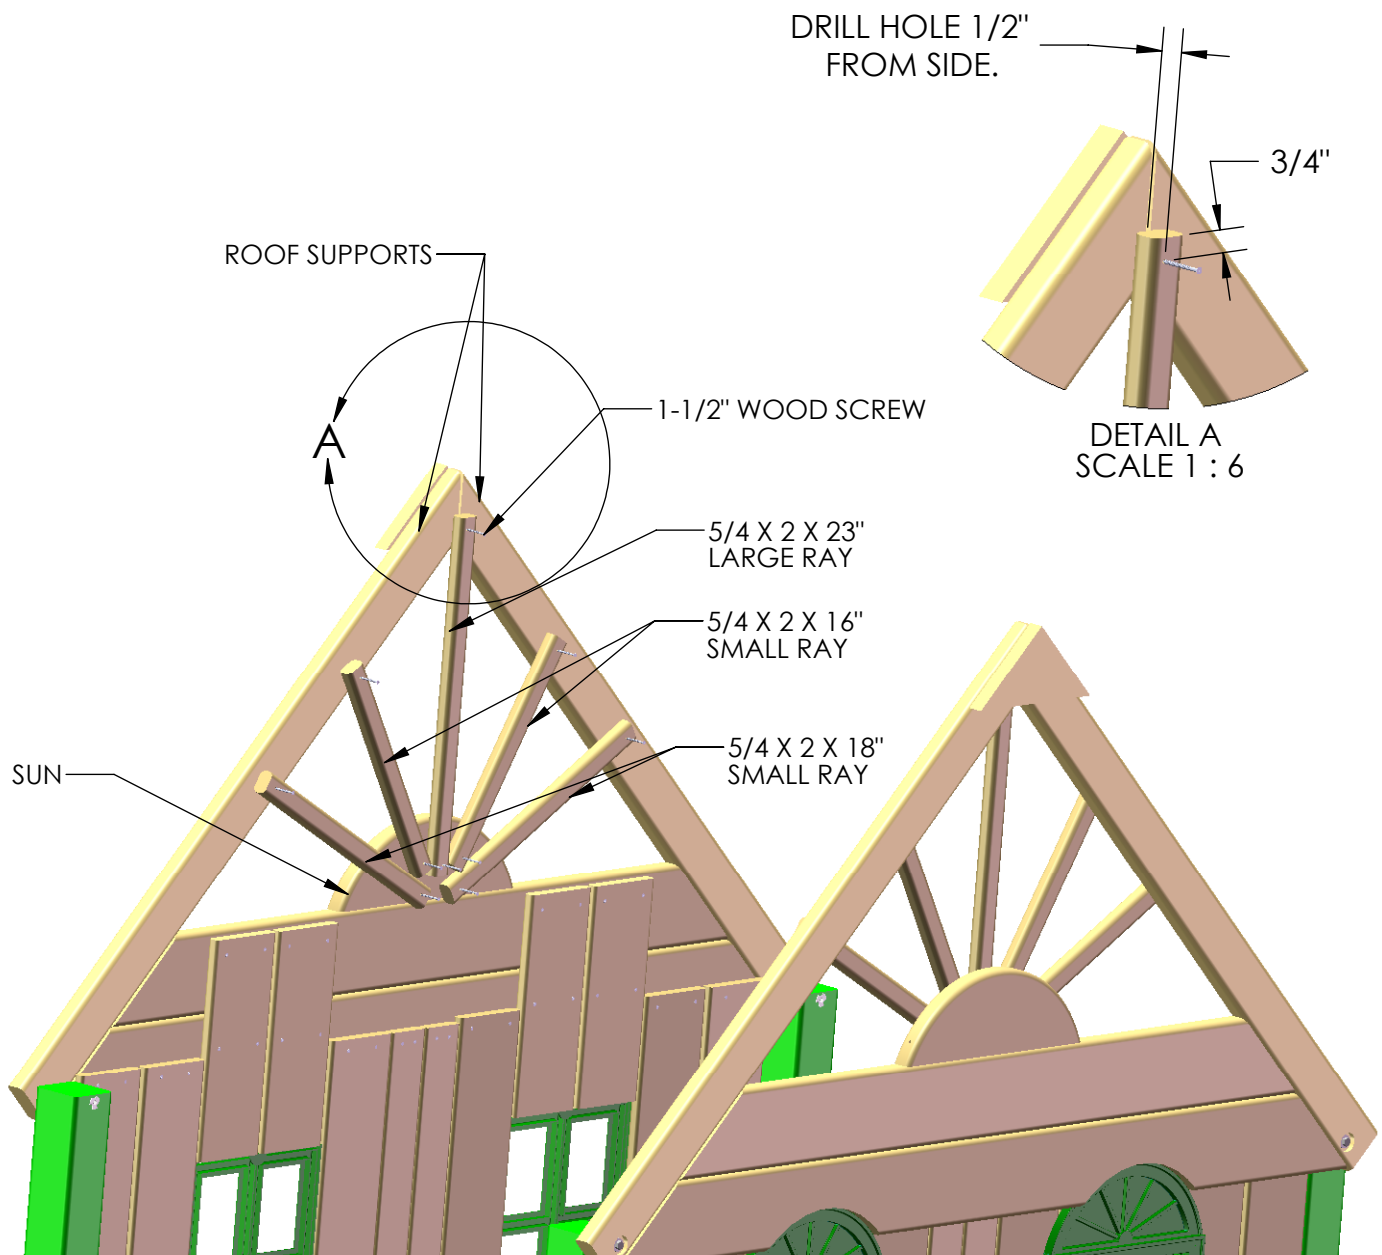 DRILL HOLE 1/2"
FROM SIDE.
3/4"
DETAIL A
SCALE 1 : 6
ROOF SUPPORTS
A
1-1/2" WOOD SCREW
5/4 X 2 X 23"
LARGE RAY
5/4 X 2 X 16"
SMALL RAY
5/4 X 2 X 18"
SMALL RAY
SUN